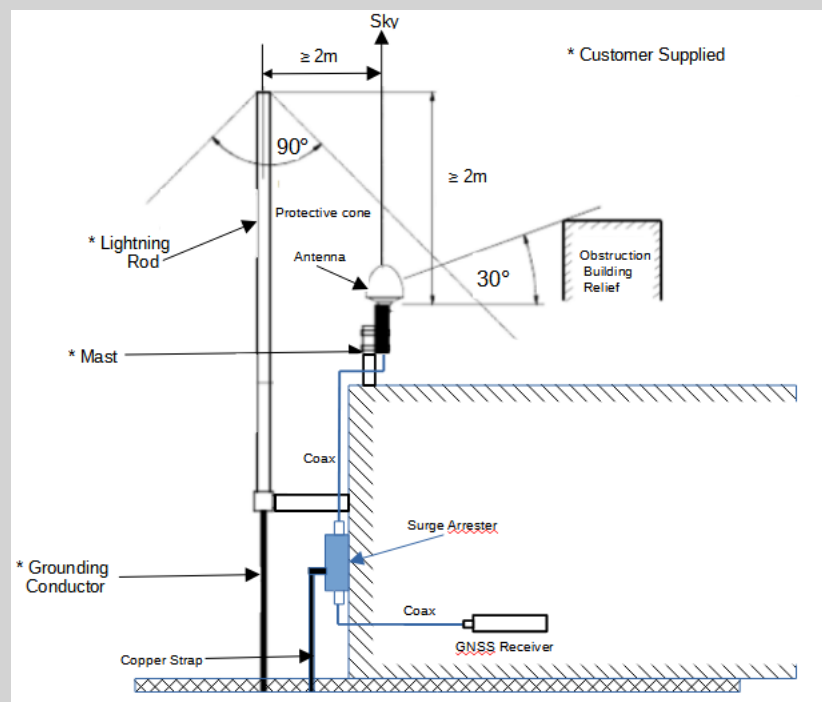 Sky
≥ 2m
* Customer Supplied
90°
≥ 2m
Protective cone
* Lightning
Rod
Antenna
30°
Obstruction
Building
Relief
* Mast
Coax
Surge Arrester
* Grounding
Conductor
Coax
GNSS Receiver
Copper Strap